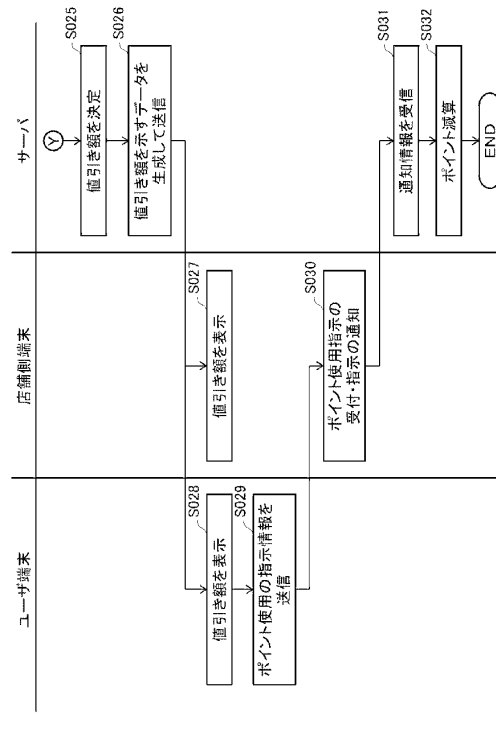 ユーザ端末
店舗側端末
サーバ
Y
S025
値引き額を決定
S026
値引き額を示すデータを
生成して送信
S027
値引き額を表示
S028
値引き額を表示
S029
ポイント使用の指示情報を
送信
S030
ポイント使用指示の
受付・指示の通知
S031
通知情報を受信
S032
ポイント減算
END